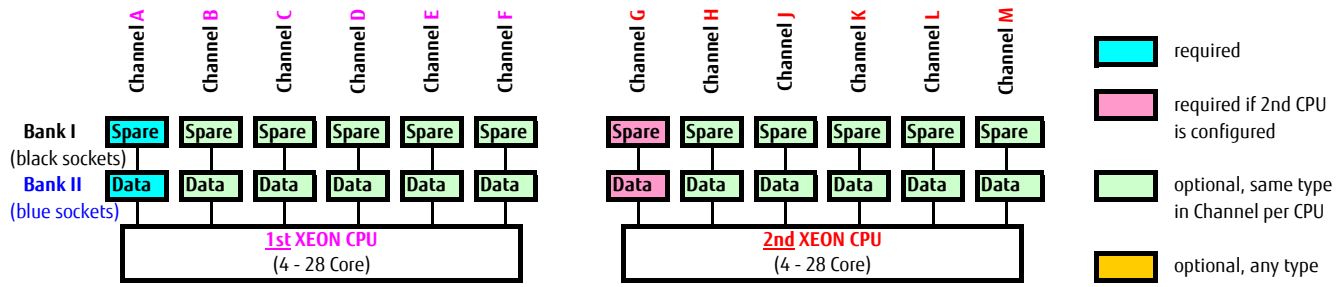 Channel A
Channel B
Channel C
Channel D
Channel E
Channel F
Channel G
Channel H
Channel J
Channel K
Channel L
Channel M
Bank I
(black sockets)
Spare Spare Spare Spare Spare Spare Spare Spare Spare Spare Spare Spare
Bank II
(blue sockets)
Data Data Data Data Data Data Data Data Data Data Data Data
1st XEON CPU
(4 - 28 Core)
2nd XEON CPU
(4 - 28 Core)
required
required if 2nd CPU
is configured
optional, same type
in Channel per CPU
optional, any type